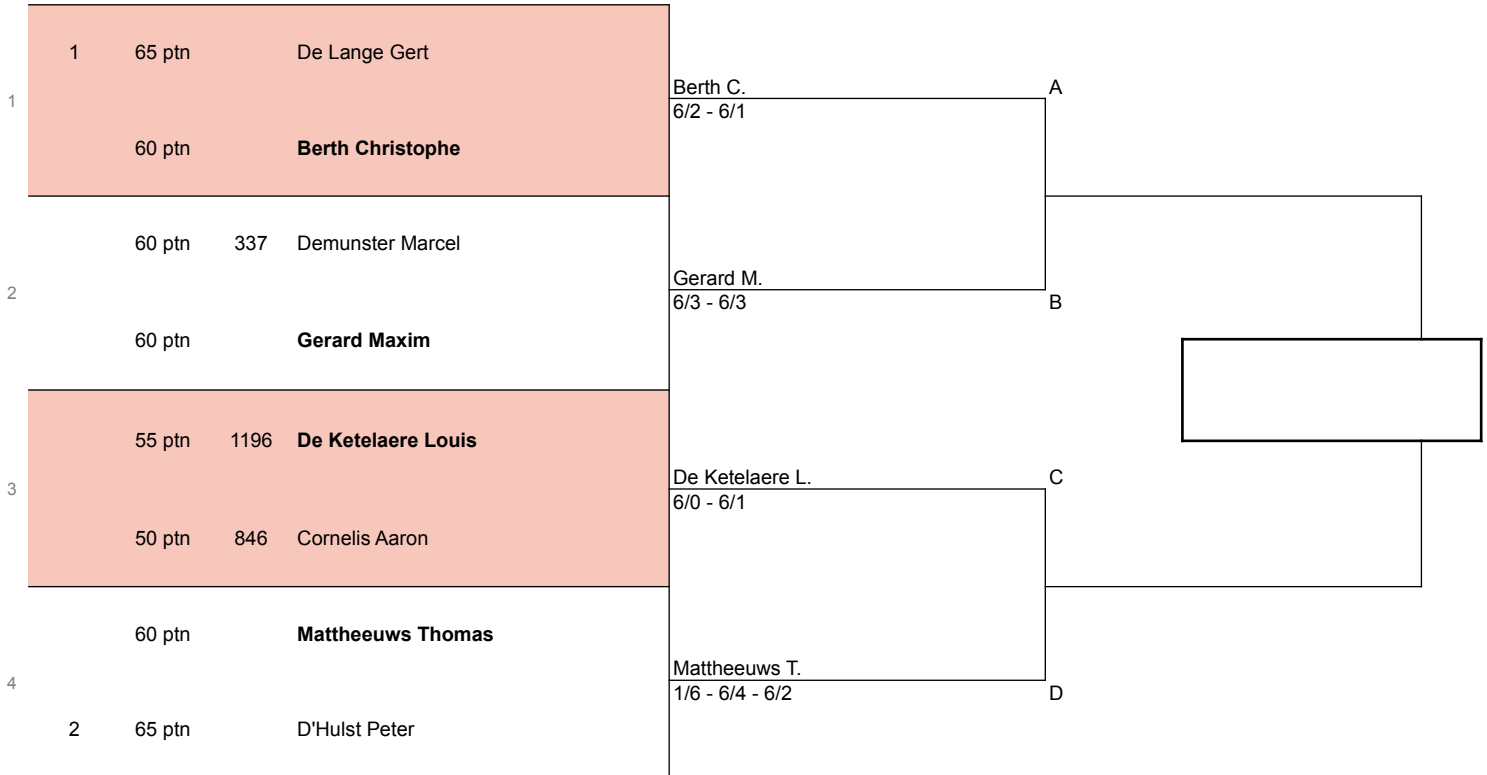 1 65 ptn De Lange Gert
Berth C. A
1
6/2 - 6/1
60 ptn Berth Christophe
60 ptn 337 Demunster Marcel
Gerard M.
2
6/3 - 6/3 B
60 ptn Gerard Maxim
55 ptn 1196 De Ketelaere Louis
De Ketelaere L. C
3
6/0 - 6/1
50 ptn 846 Cornelis Aaron
60 ptn Mattheeuws Thomas
Mattheeuws T.
4
1/6 - 6/4 - 6/2 D
2 65 ptn D'Hulst Peter